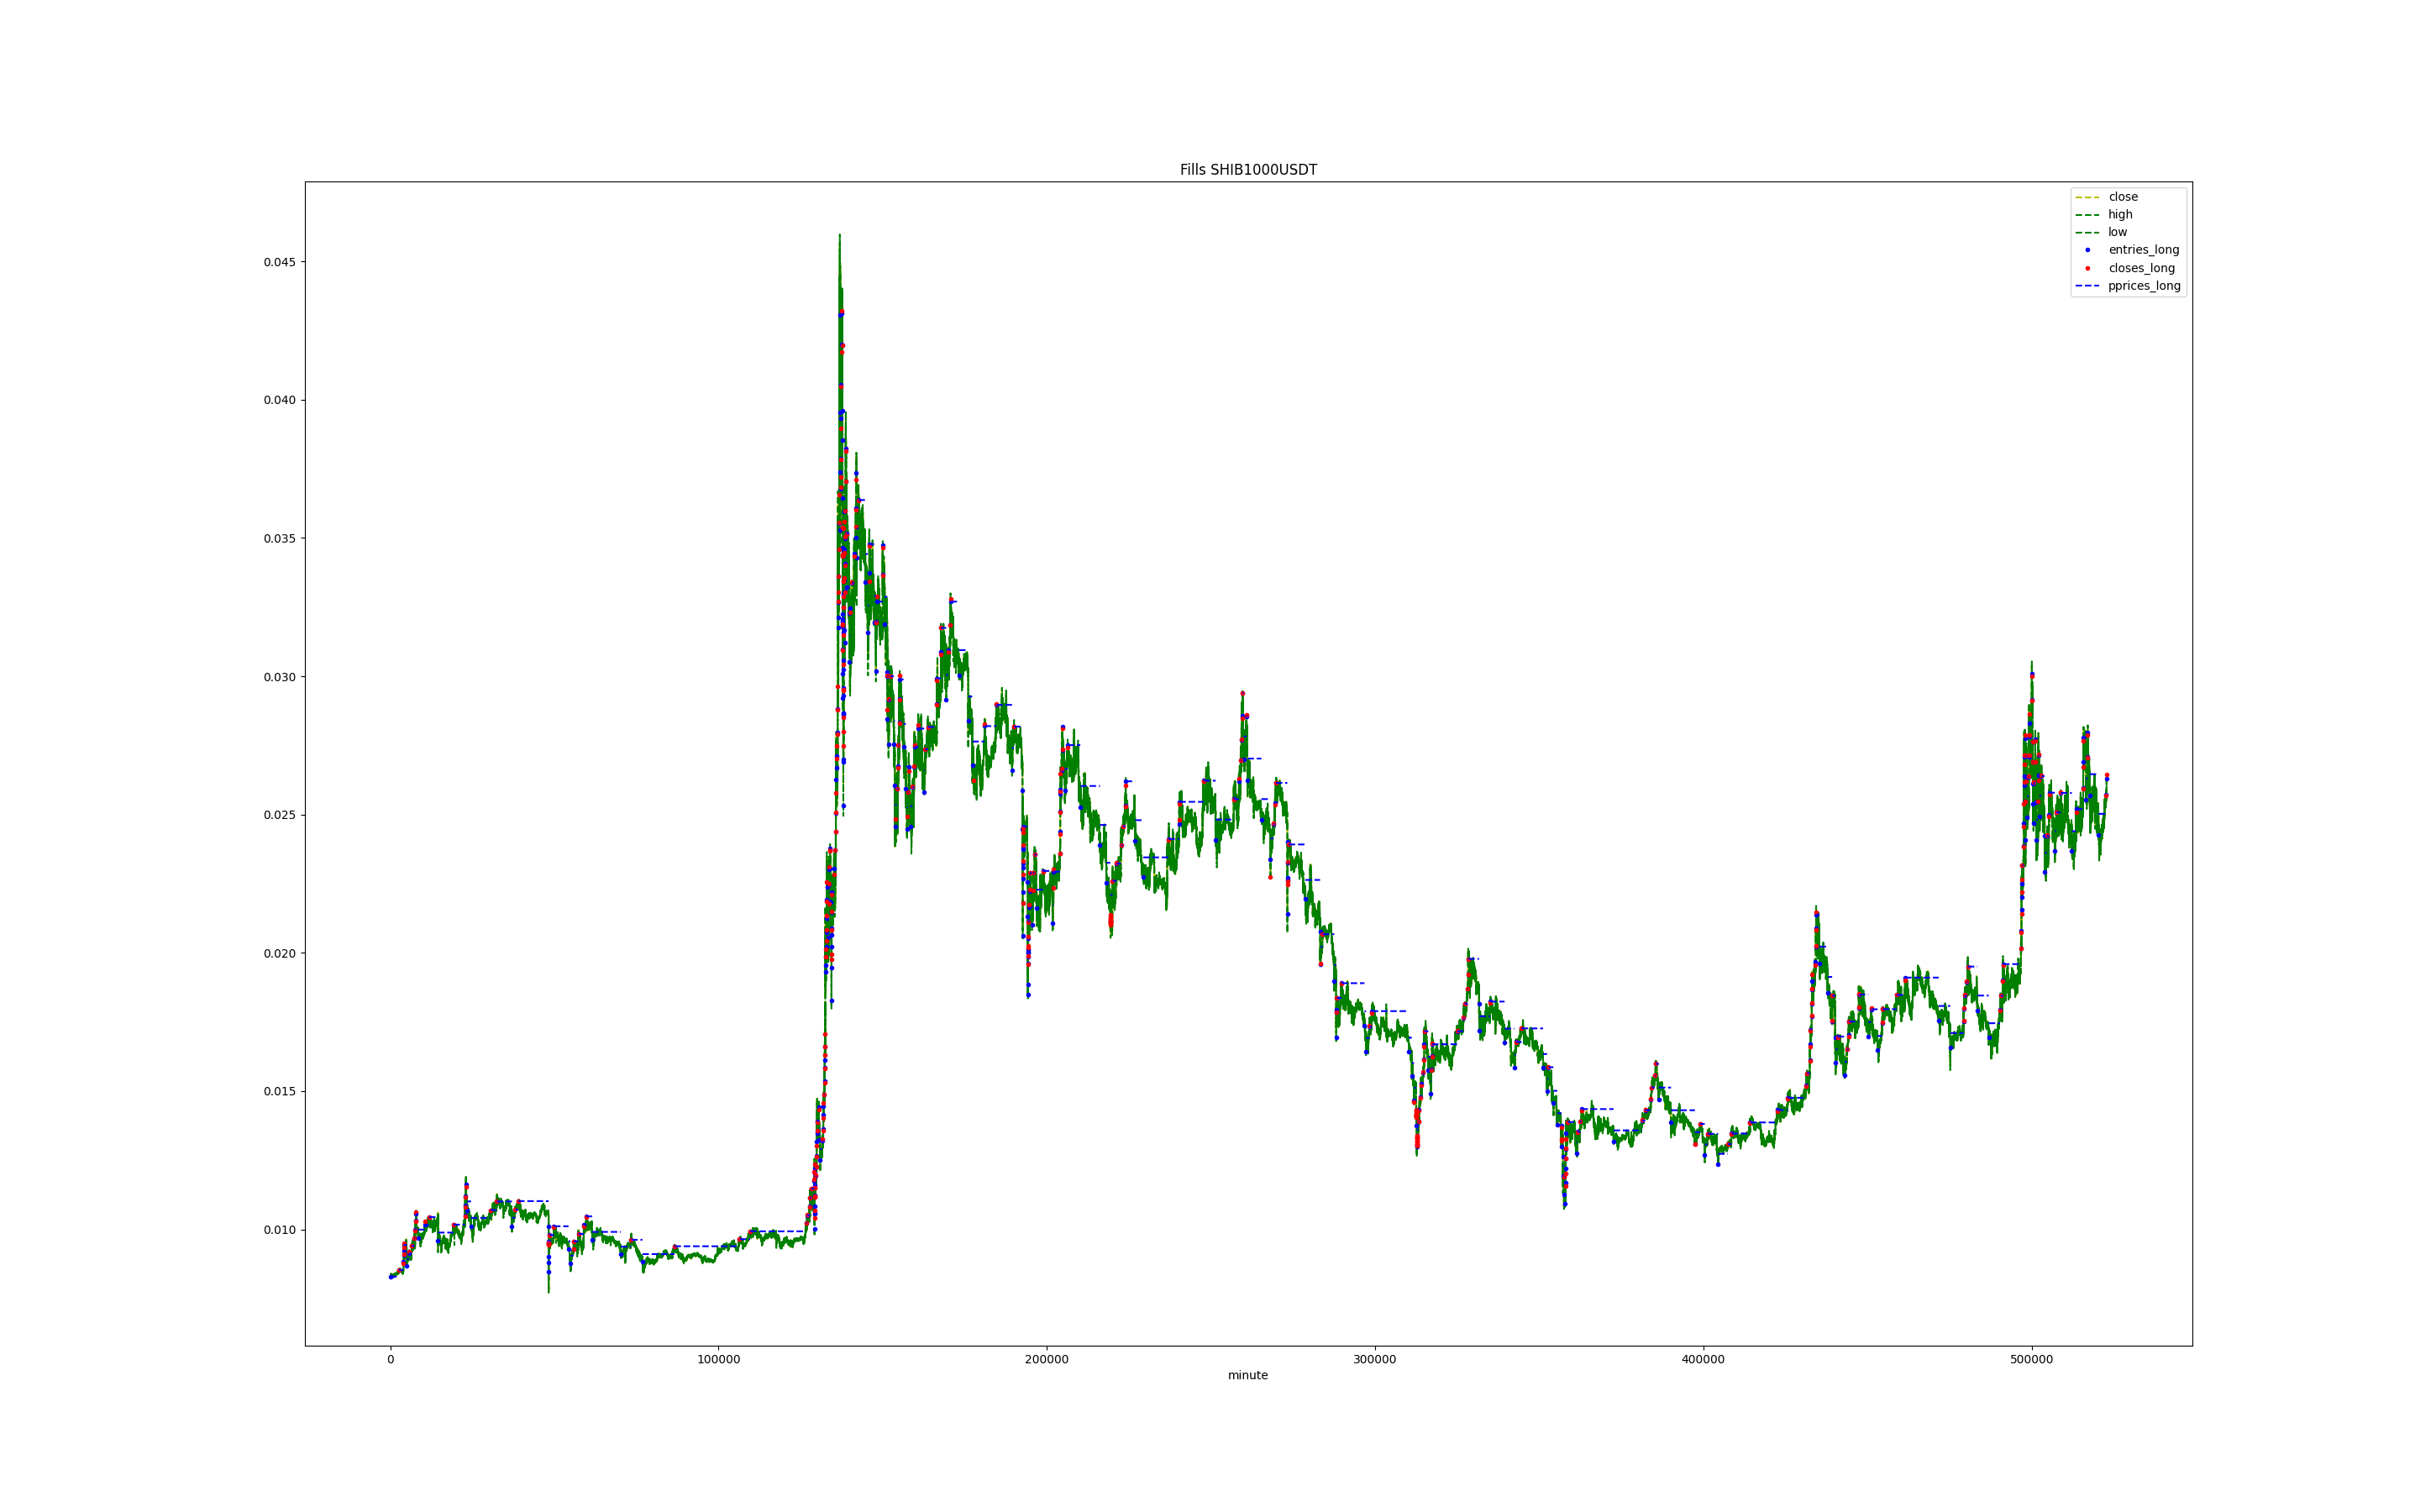 Fills SHIB1000USDT
close
high
low
entries_long
closes_long
pprices_long
0.045
0.040
0.035
0.030
0.025
0.020
0.015
0.010
0
100000
200000
300000
400000
500000
minute